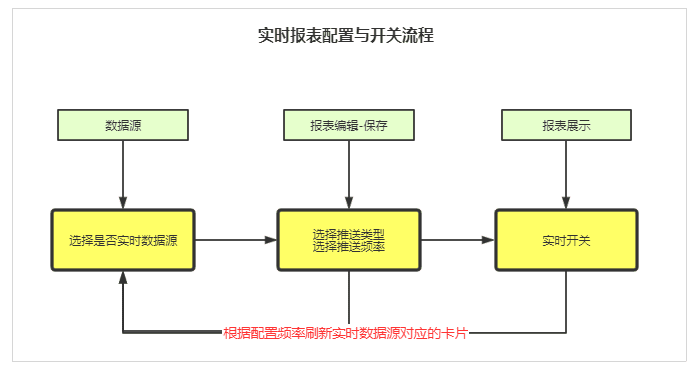 实时报表配置与开关流程
数据源
报表编辑-保存
报表展示
选择是否实时数据源
选择推送类型
选择推送频率
实时开关
根据配置频率刷新实时数据源对应的卡片